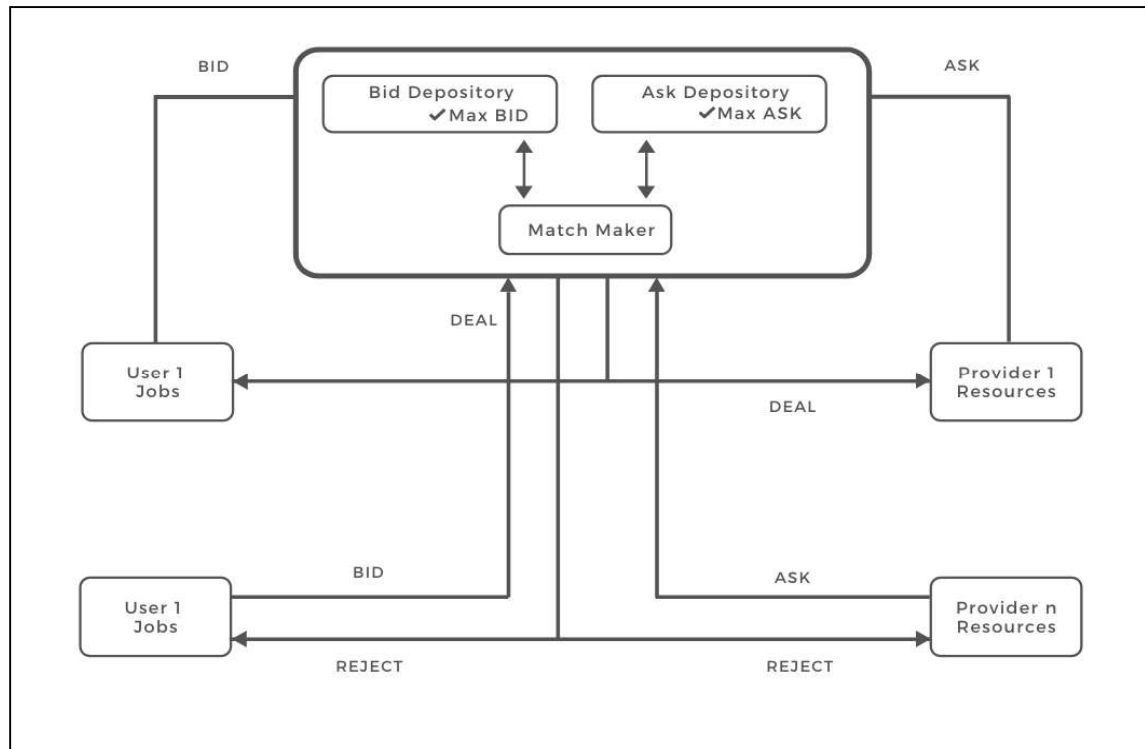 BID
ASK
Bid Depository
✓Max BID
Ask Depository
✓Max ASK
Match Maker
DEAL
User 1
Jobs
Provider 1
Resources
DEAL
BID
ASK
User 1
Jobs
Provider n
Resources
REJECT
REJECT